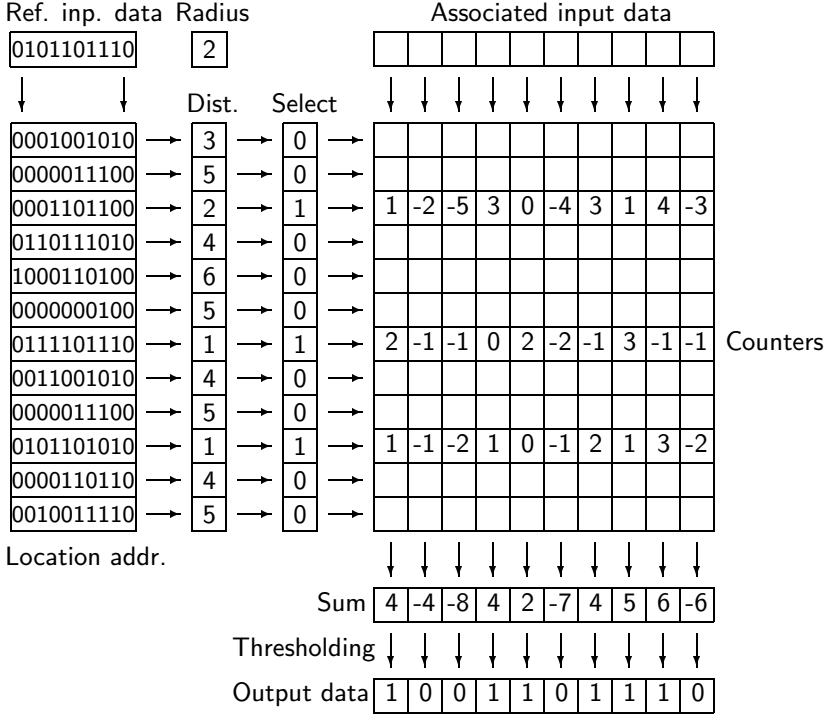 Ref. inp. data Radius Associated input data
0101101110 2
Dist. Select
0001001010 3 0
0000011100 5 0
0001101100 2 1 1 -2 -5 3 0 -4 3 1 4 -3
0110111010 4 0
1000110100 6 0
0000000100 5 0
0111101110 1 1 2 -1 -1 0 2 -2 -1 3 -1 -1 Counters
0011001010 4 0
0000011100 5 0
0101101010 1 1 1 -1 -2 1 0 -1 2 1 3 -2
0000110110 4 0
0010011110 5 0
Location addr.
Sum 4 -4 -8 4 2 -7 4 5 6 -6
Thresholding
Output data 1 0 0 1 1 0 1 1 1 0